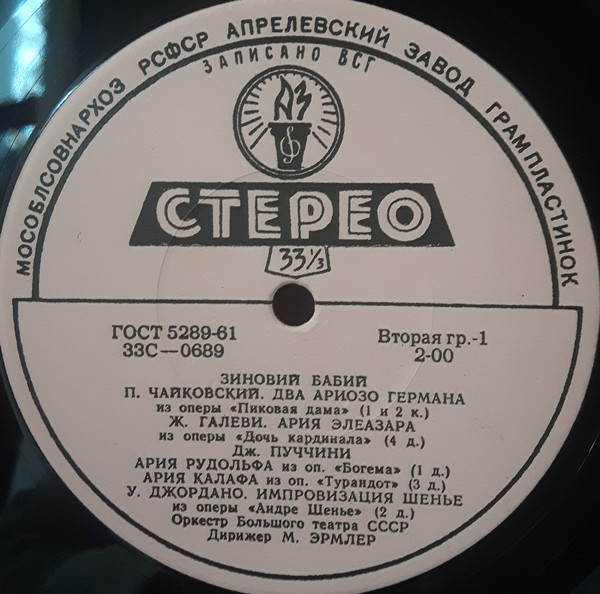 МОСОБЛСОВНАРХОЗ РСФСР АПРЕЛЕВСКИЙ ЗАВОД ГРАМПЛАСТИНОК
ЗАПИСАНО ВСГ
АЗ
СТЕРЕО
33⅓
ГОСТ 5289-61
33С—0689
Вторая гр.-1
2-00
ЗИНОВИЙ БАБИЙ
П. ЧАЙКОВСКИЙ. ДВА АРИОЗО ГЕРМАНА
из оперы «Пиковая дама» (1 и 2 к.)
Ж. ГАЛЕВИ. АРИЯ ЭЛЕАЗАРА
из оперы «Дочь кардинала» (4 д.)
Дж. ПУЧЧИНИ
АРИЯ РУДОЛЬФА из оп. «Богема» (1 д.)
АРИЯ КАЛАФА из оп. «Турандот» (3 д.)
У. ДЖОРДАНО. ИМПРОВИЗАЦИЯ ШЕНЬЕ
из оперы «Андре Шенье» (2 д.)
Оркестр Большого театра СССР
Дирижер М. ЭРМЛЕР